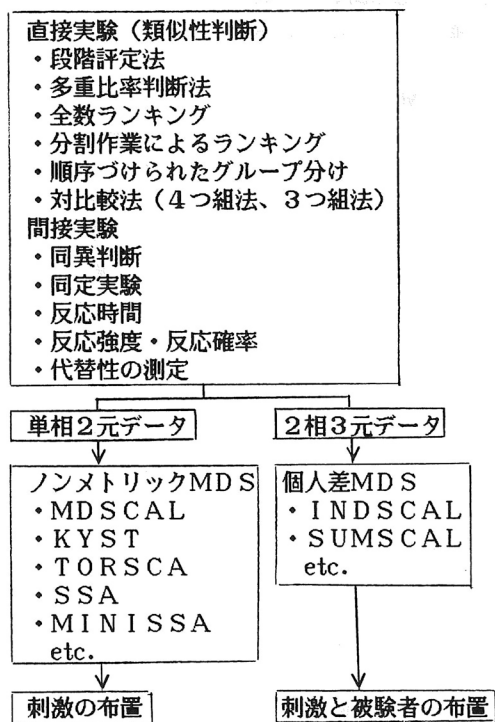 直接実験（類似性判断）
・段階評定法
・多重比率判断法
・全数ランキング
・分割作業によるランキング
・順序づけられたグループ分け
・対比較法（４つ組法、３つ組法）
間接実験
・同異判断
・同定実験
・反応時間
・反応強度・反応確率
・代替性の測定
単相２元データ
２相３元データ
ノンメトリックＭＤＳ
・ＭＤＳＣＡＬ
・ＫＹＳＴ
・ＴＯＲＳＣＡ
・ＳＳＡ
・ＭＩＮＩＳＳＡ
etc.
個人差ＭＤＳ
・ＩＮＤＳＣＡＬ
・ＳＵＭＳＣＡＬ
etc.
刺激の布置
刺激と被験者の布置